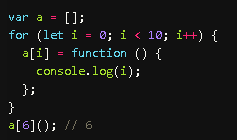 var a = [];
for (let i = 0; i < 10; i++) {
  a[i] = function () {
    console.log(i);
  };
}
a[6](); // 6